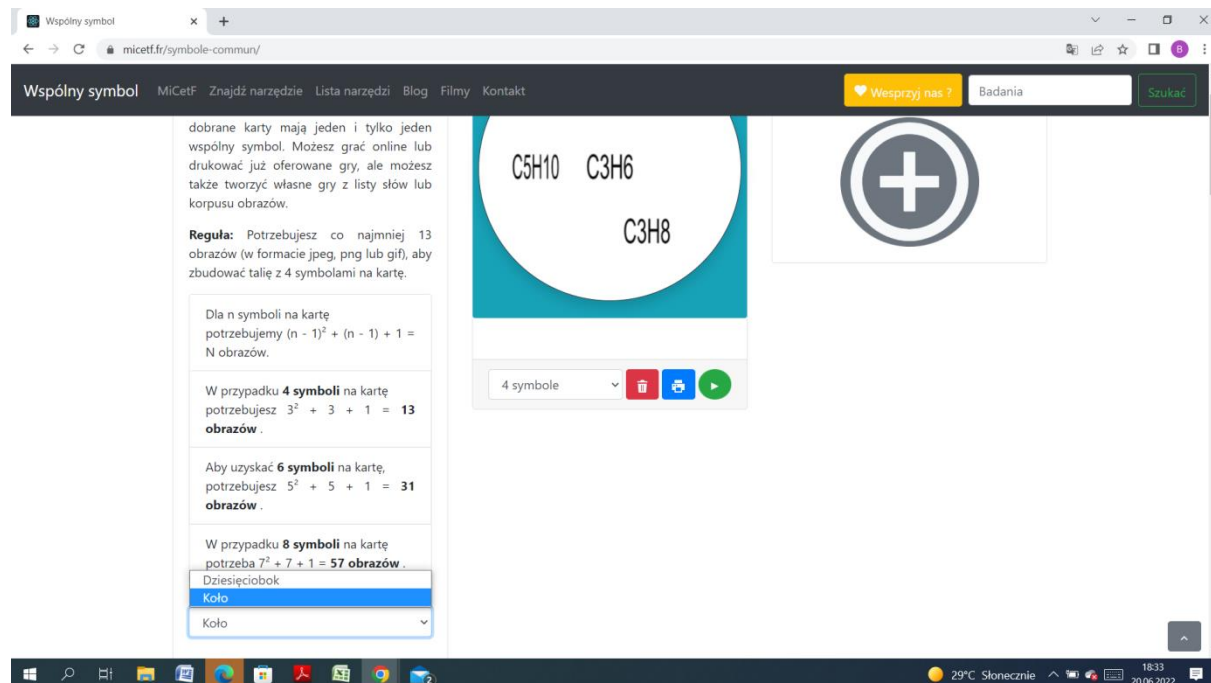 Wspólny symbol
micetf.fr/symbole-commun/
B
Wspólny symbol MiCetF Znajdź narzędzie Lista narzędzi Blog Filmy Kontakt
Wesprzyj nas ?
Badania
Szukać
dobrane karty mają jeden i tylko jeden
wspólny symbol. Możesz grać online lub
drukować już oferowane gry, ale możesz
także tworzyć własne gry z listy słów lub
korpusu obrazów.
Reguła: Potrzebujesz co najmniej 13
obrazów (w formacie jpeg, png lub gif), aby
zbudować talię z 4 symbolami na kartę.
Dla n symboli na kartę
potrzebujemy (n - 1)² + (n - 1) + 1 =
N obrazów.
W przypadku 4 symboli na kartę
potrzebujesz 3² + 3 + 1 = 13
obrazów .
Aby uzyskać 6 symboli na kartę,
potrzebujesz 5² + 5 + 1 = 31
obrazów .
W przypadku 8 symboli na kartę
potrzeba 7² + 7 + 1 = 57 obrazów .
Dziesięciobok
Koło
Koło
C5H10 C3H6
C3H8
4 symbole
29°C Słonecznie
18:33
20.06.2022
2